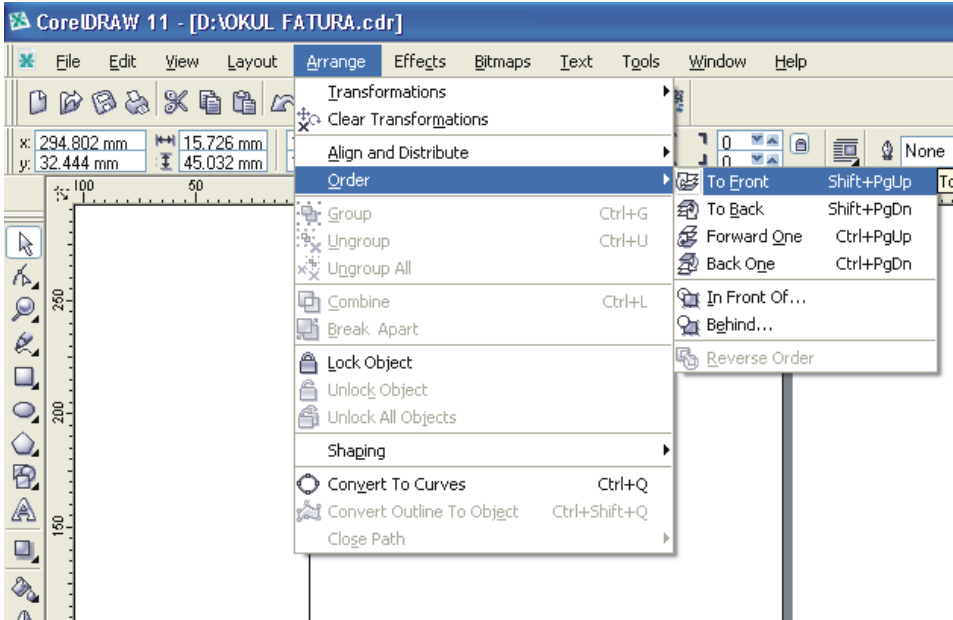 CorelDRAW 11 - [D:\OKUL FATURA.cdr]
File Edit View Layout Arrange Effects Bitmaps Text Tools Window Help
x: 294.802 mm 15.726 mm 0
y: 32.444 mm 45.032 mm 0
None
100 50
250
200
150
Transformations
Clear Transformations
Align and Distribute
Order
Group Ctrl+G
Ungroup Ctrl+U
Ungroup All
Combine Ctrl+L
Break Apart
Lock Object
Unlock Object
Unlock All Objects
Shaping
Convert To Curves Ctrl+Q
Convert Outline To Object Ctrl+Shift+Q
Close Path
To Front Shift+PgUp
To Back Shift+PgDn
Forward One Ctrl+PgUp
Back One Ctrl+PgDn
In Front Of...
Behind...
Reverse Order